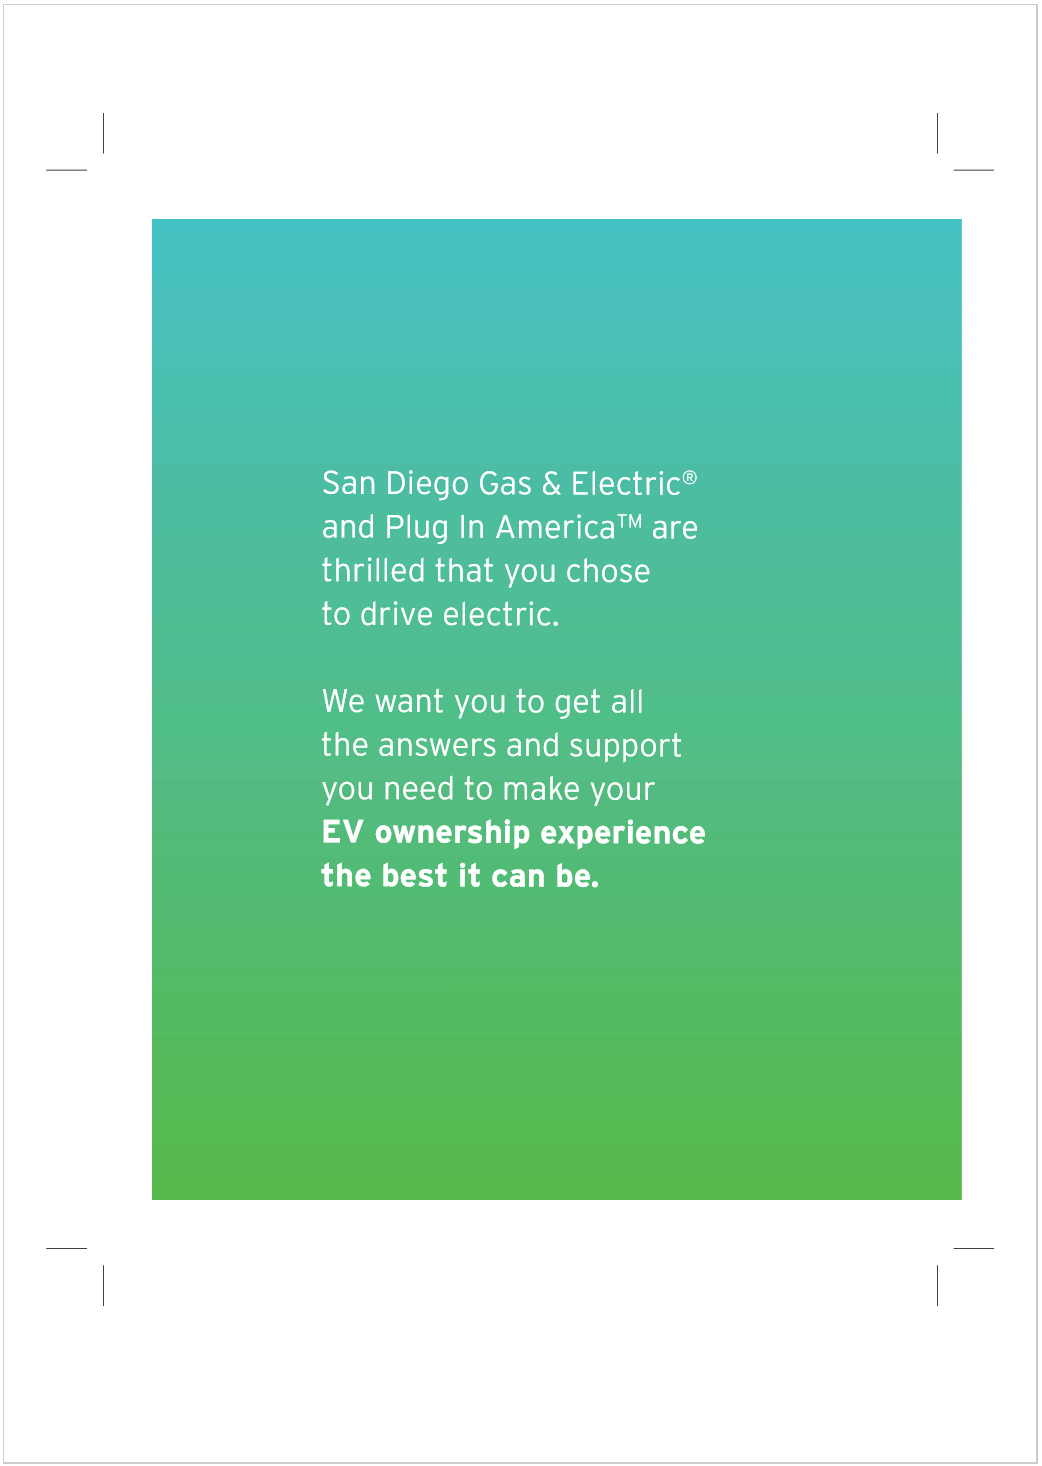 San Diego Gas & Electric®
and Plug In America™ are
thrilled that you chose
to drive electric.
We want you to get all
the answers and support
you need to make your
EV ownership experience
the best it can be.